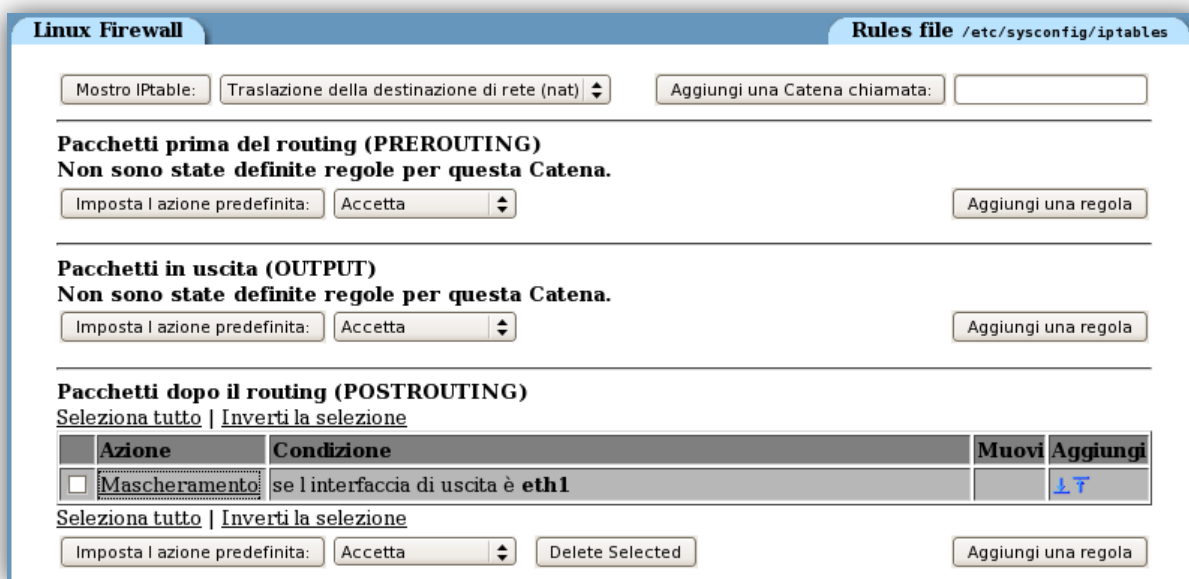 Linux Firewall Rules file /etc/sysconfig/iptables
Mostro IPtable: Traslazione della destinazione di rete (nat) Aggiungi una Catena chiamata:
Pacchetti prima del routing (PREROUTING)
Non sono state definite regole per questa Catena.
Imposta l azione predefinita: Accetta Aggiungi una regola
Pacchetti in uscita (OUTPUT)
Non sono state definite regole per questa Catena.
Imposta l azione predefinita: Accetta Aggiungi una regola
Pacchetti dopo il routing (POSTROUTING)
Seleziona tutto | Inverti la selezione
Azione Condizione Muovi Aggiungi
Mascheramento se l interfaccia di uscita è eth1
Seleziona tutto | Inverti la selezione
Imposta l azione predefinita: Accetta Delete Selected Aggiungi una regola